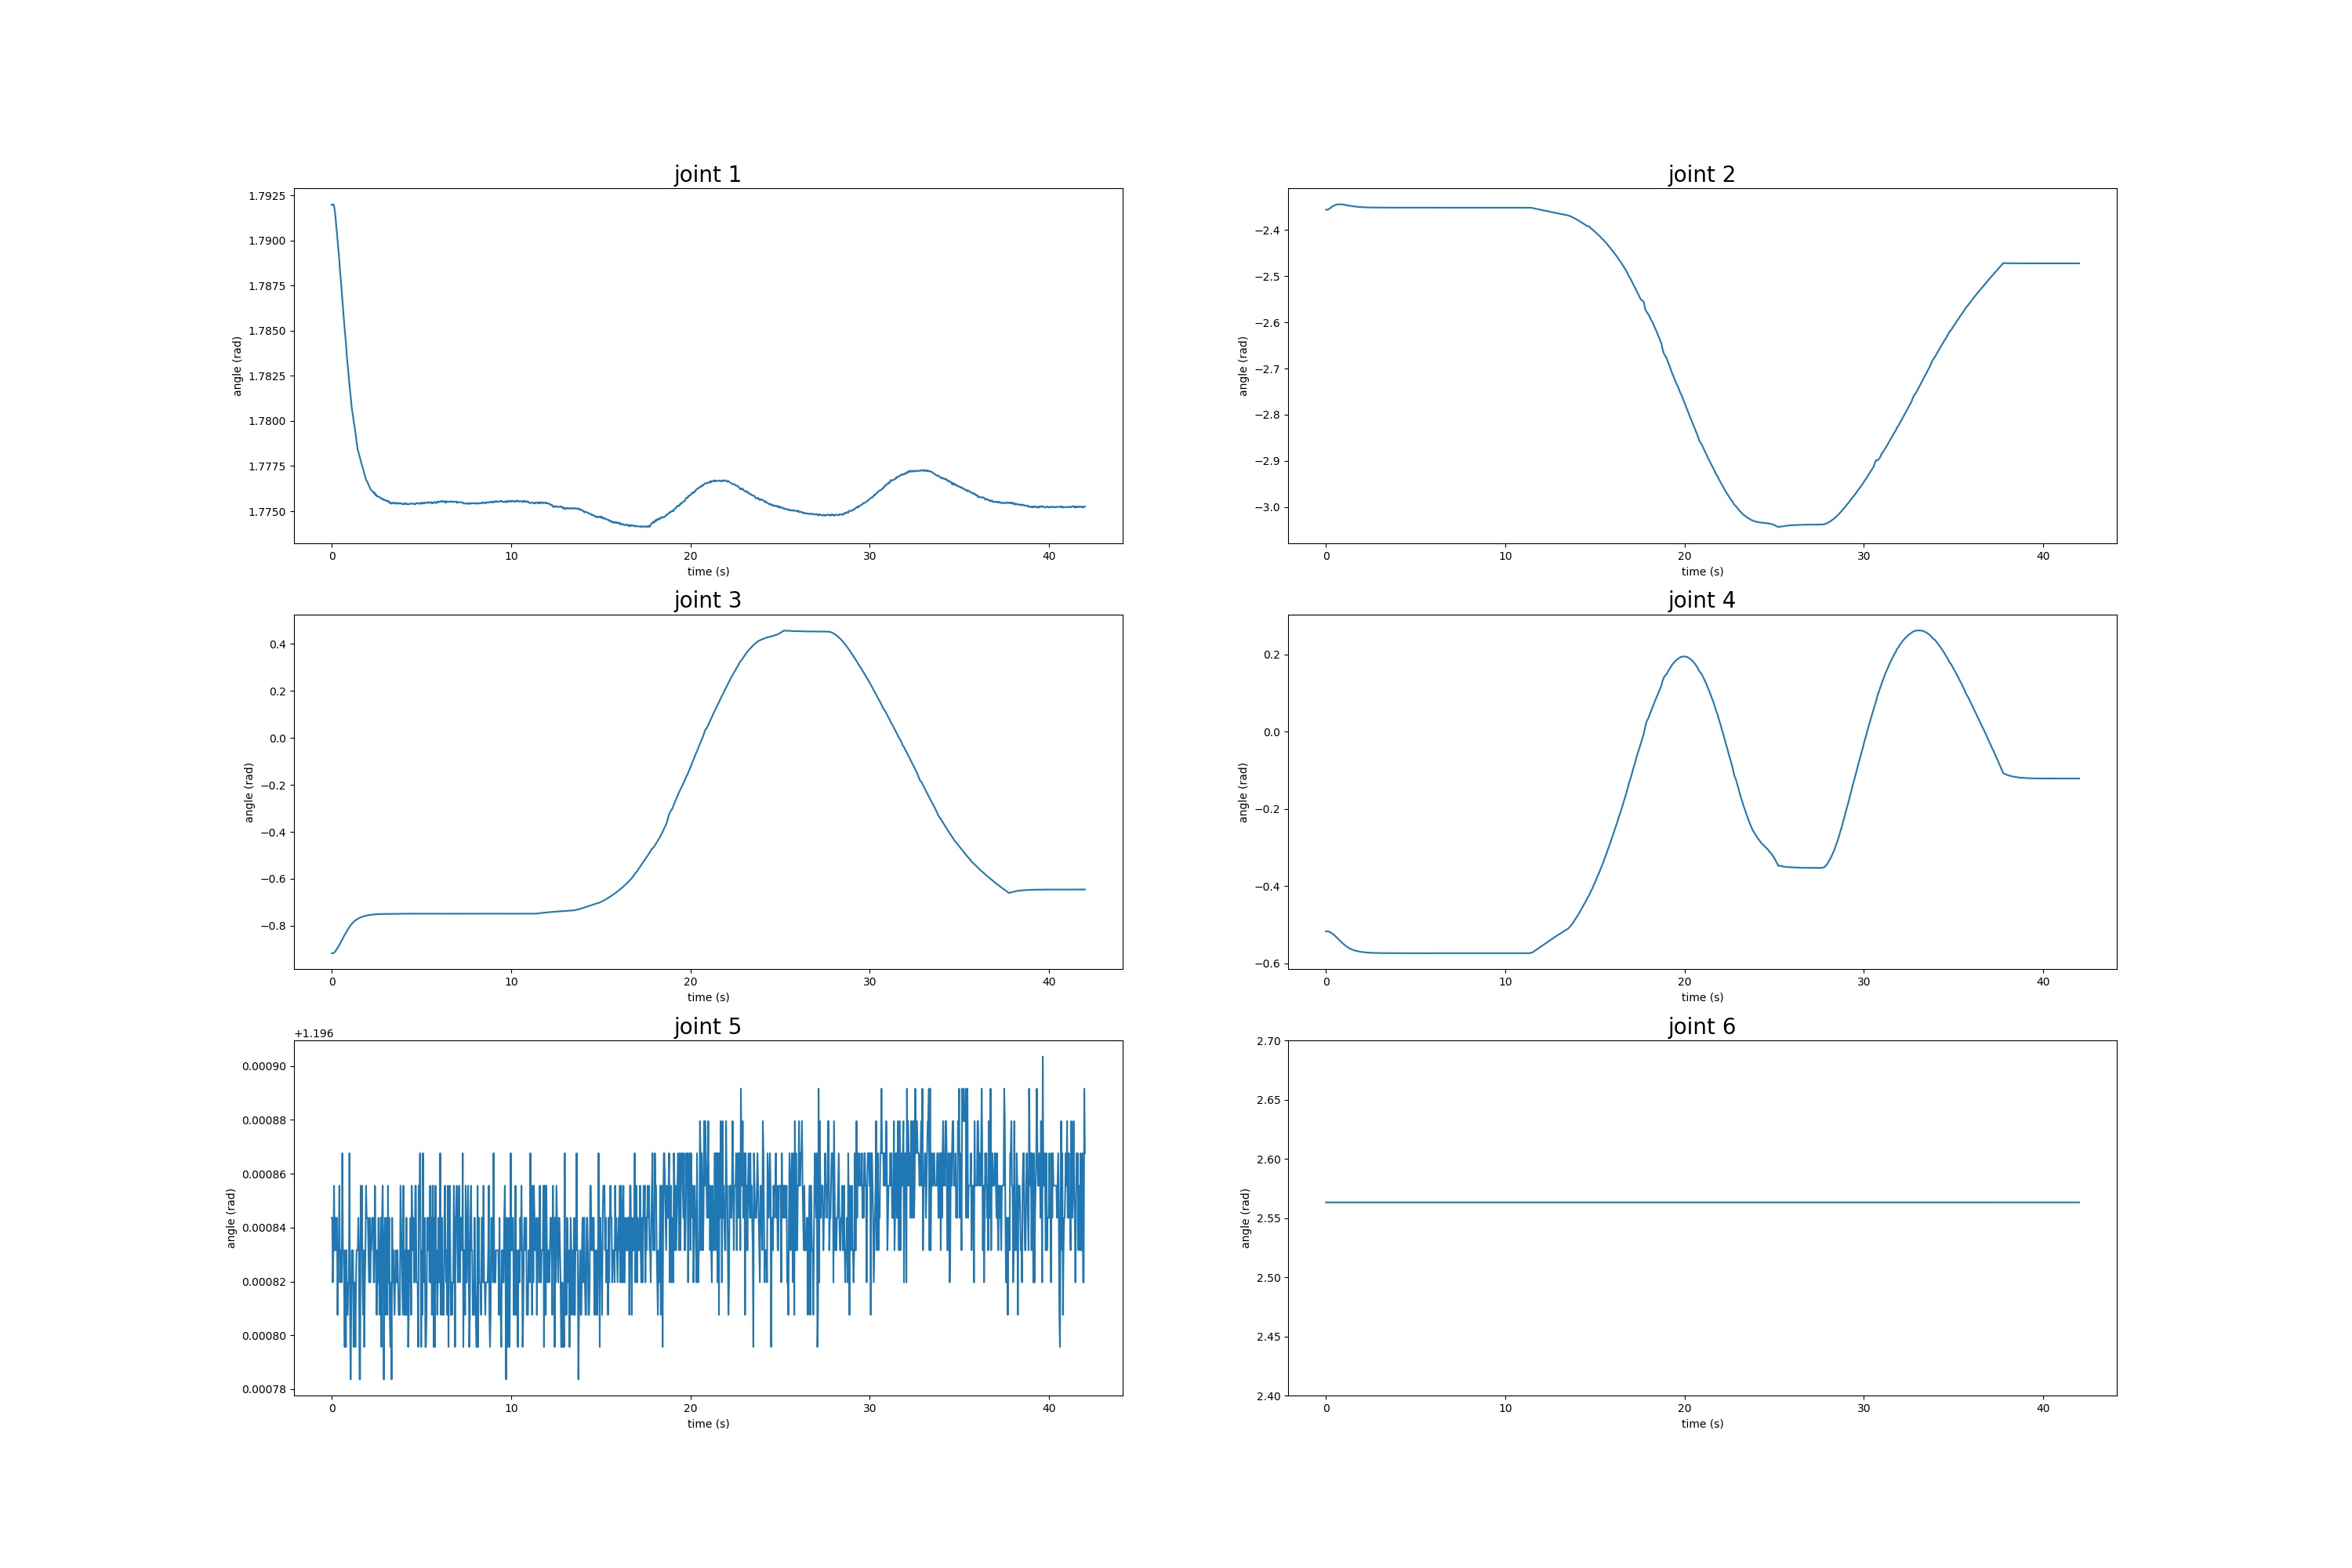 joint 1
1.7925
1.7900
1.7875
1.7850
1.7825
1.7800
1.7775
1.7750
angle (rad)
0 10 20 30 40
time (s)
joint 2
−2.4
−2.5
−2.6
−2.7
−2.8
−2.9
−3.0
angle (rad)
0 10 20 30 40
time (s)
joint 3
0.4
0.2
0.0
−0.2
−0.4
−0.6
−0.8
angle (rad)
0 10 20 30 40
time (s)
joint 4
0.2
0.0
−0.2
−0.4
−0.6
angle (rad)
0 10 20 30 40
time (s)
joint 5
+1.196
0.00090
0.00088
0.00086
0.00084
0.00082
0.00080
0.00078
angle (rad)
0 10 20 30 40
time (s)
joint 6
2.70
2.65
2.60
2.55
2.50
2.45
2.40
angle (rad)
0 10 20 30 40
time (s)